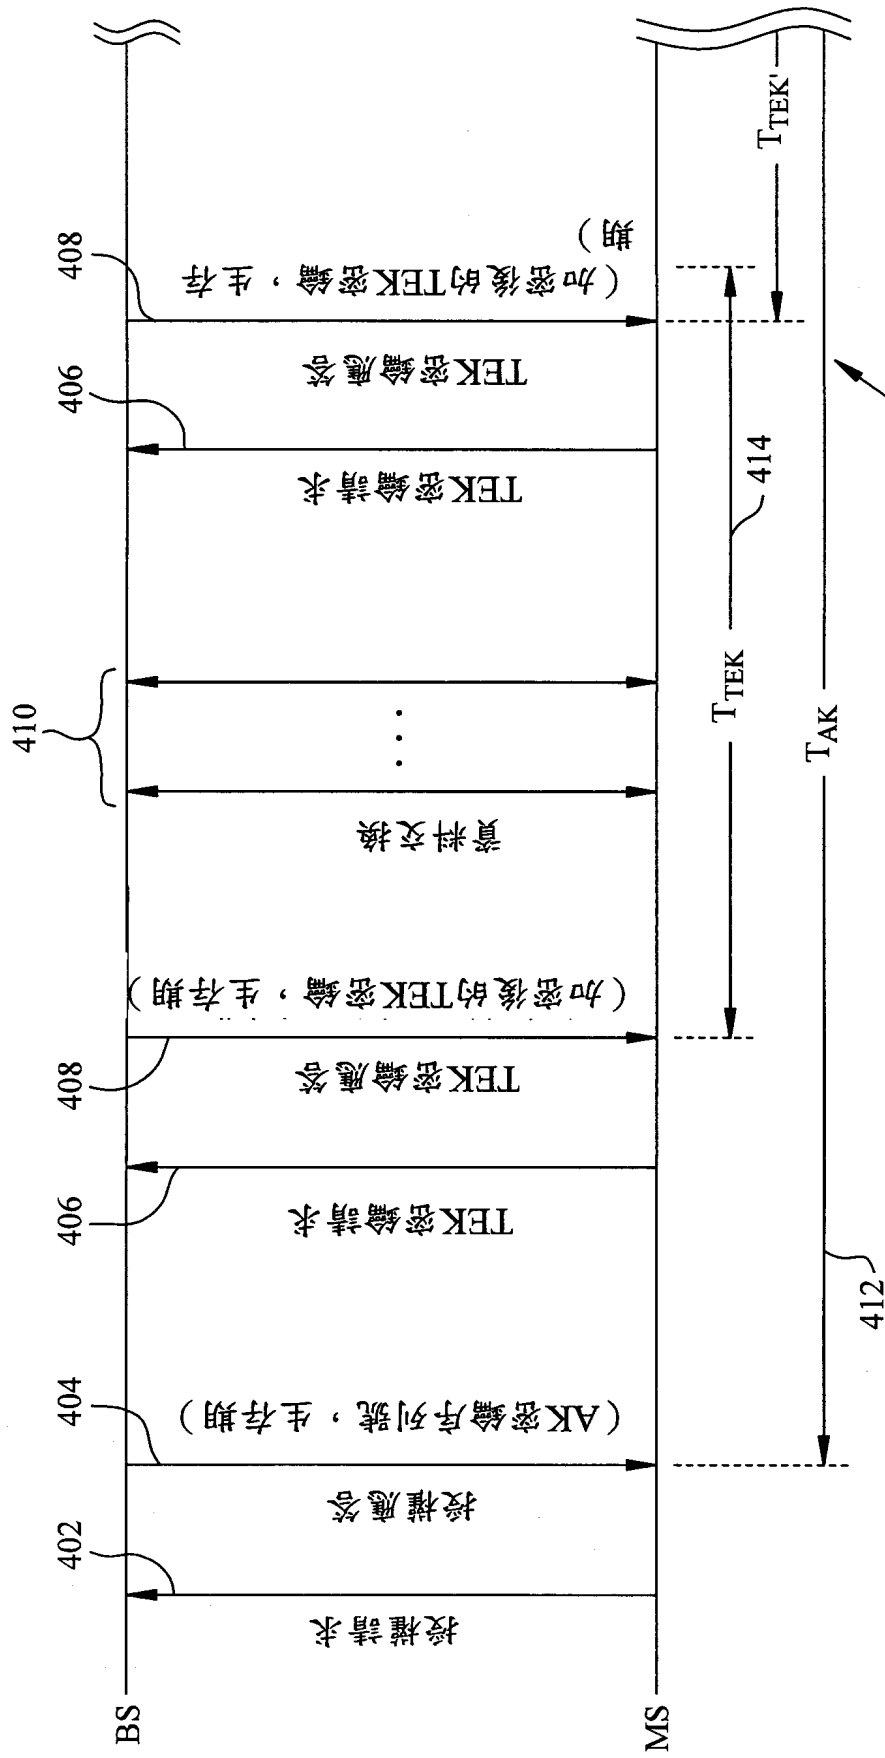 BS
MS
402
授權請求
404
授權應答
(AK密鑰序列號，生存期)
406
TEK密鑰請求
408
TEK密鑰應答
(加密後的TEK密鑰，生存期)
410
資料交換
406
TEK密鑰請求
408
TEK密鑰應答
(加密後的TEK密鑰，生存
期)
T_TEK
414
T_TEK'
T_AK
412